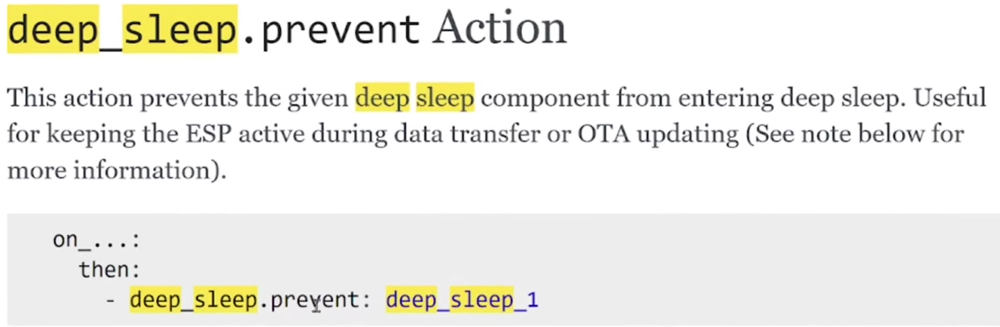 deep_sleep.prevent Action
This action prevents the given deep sleep component from entering deep sleep. Useful
for keeping the ESP active during data transfer or OTA updating (See note below for
more information).
on_...:
then:
- deep_sleep.prevent: deep_sleep_1